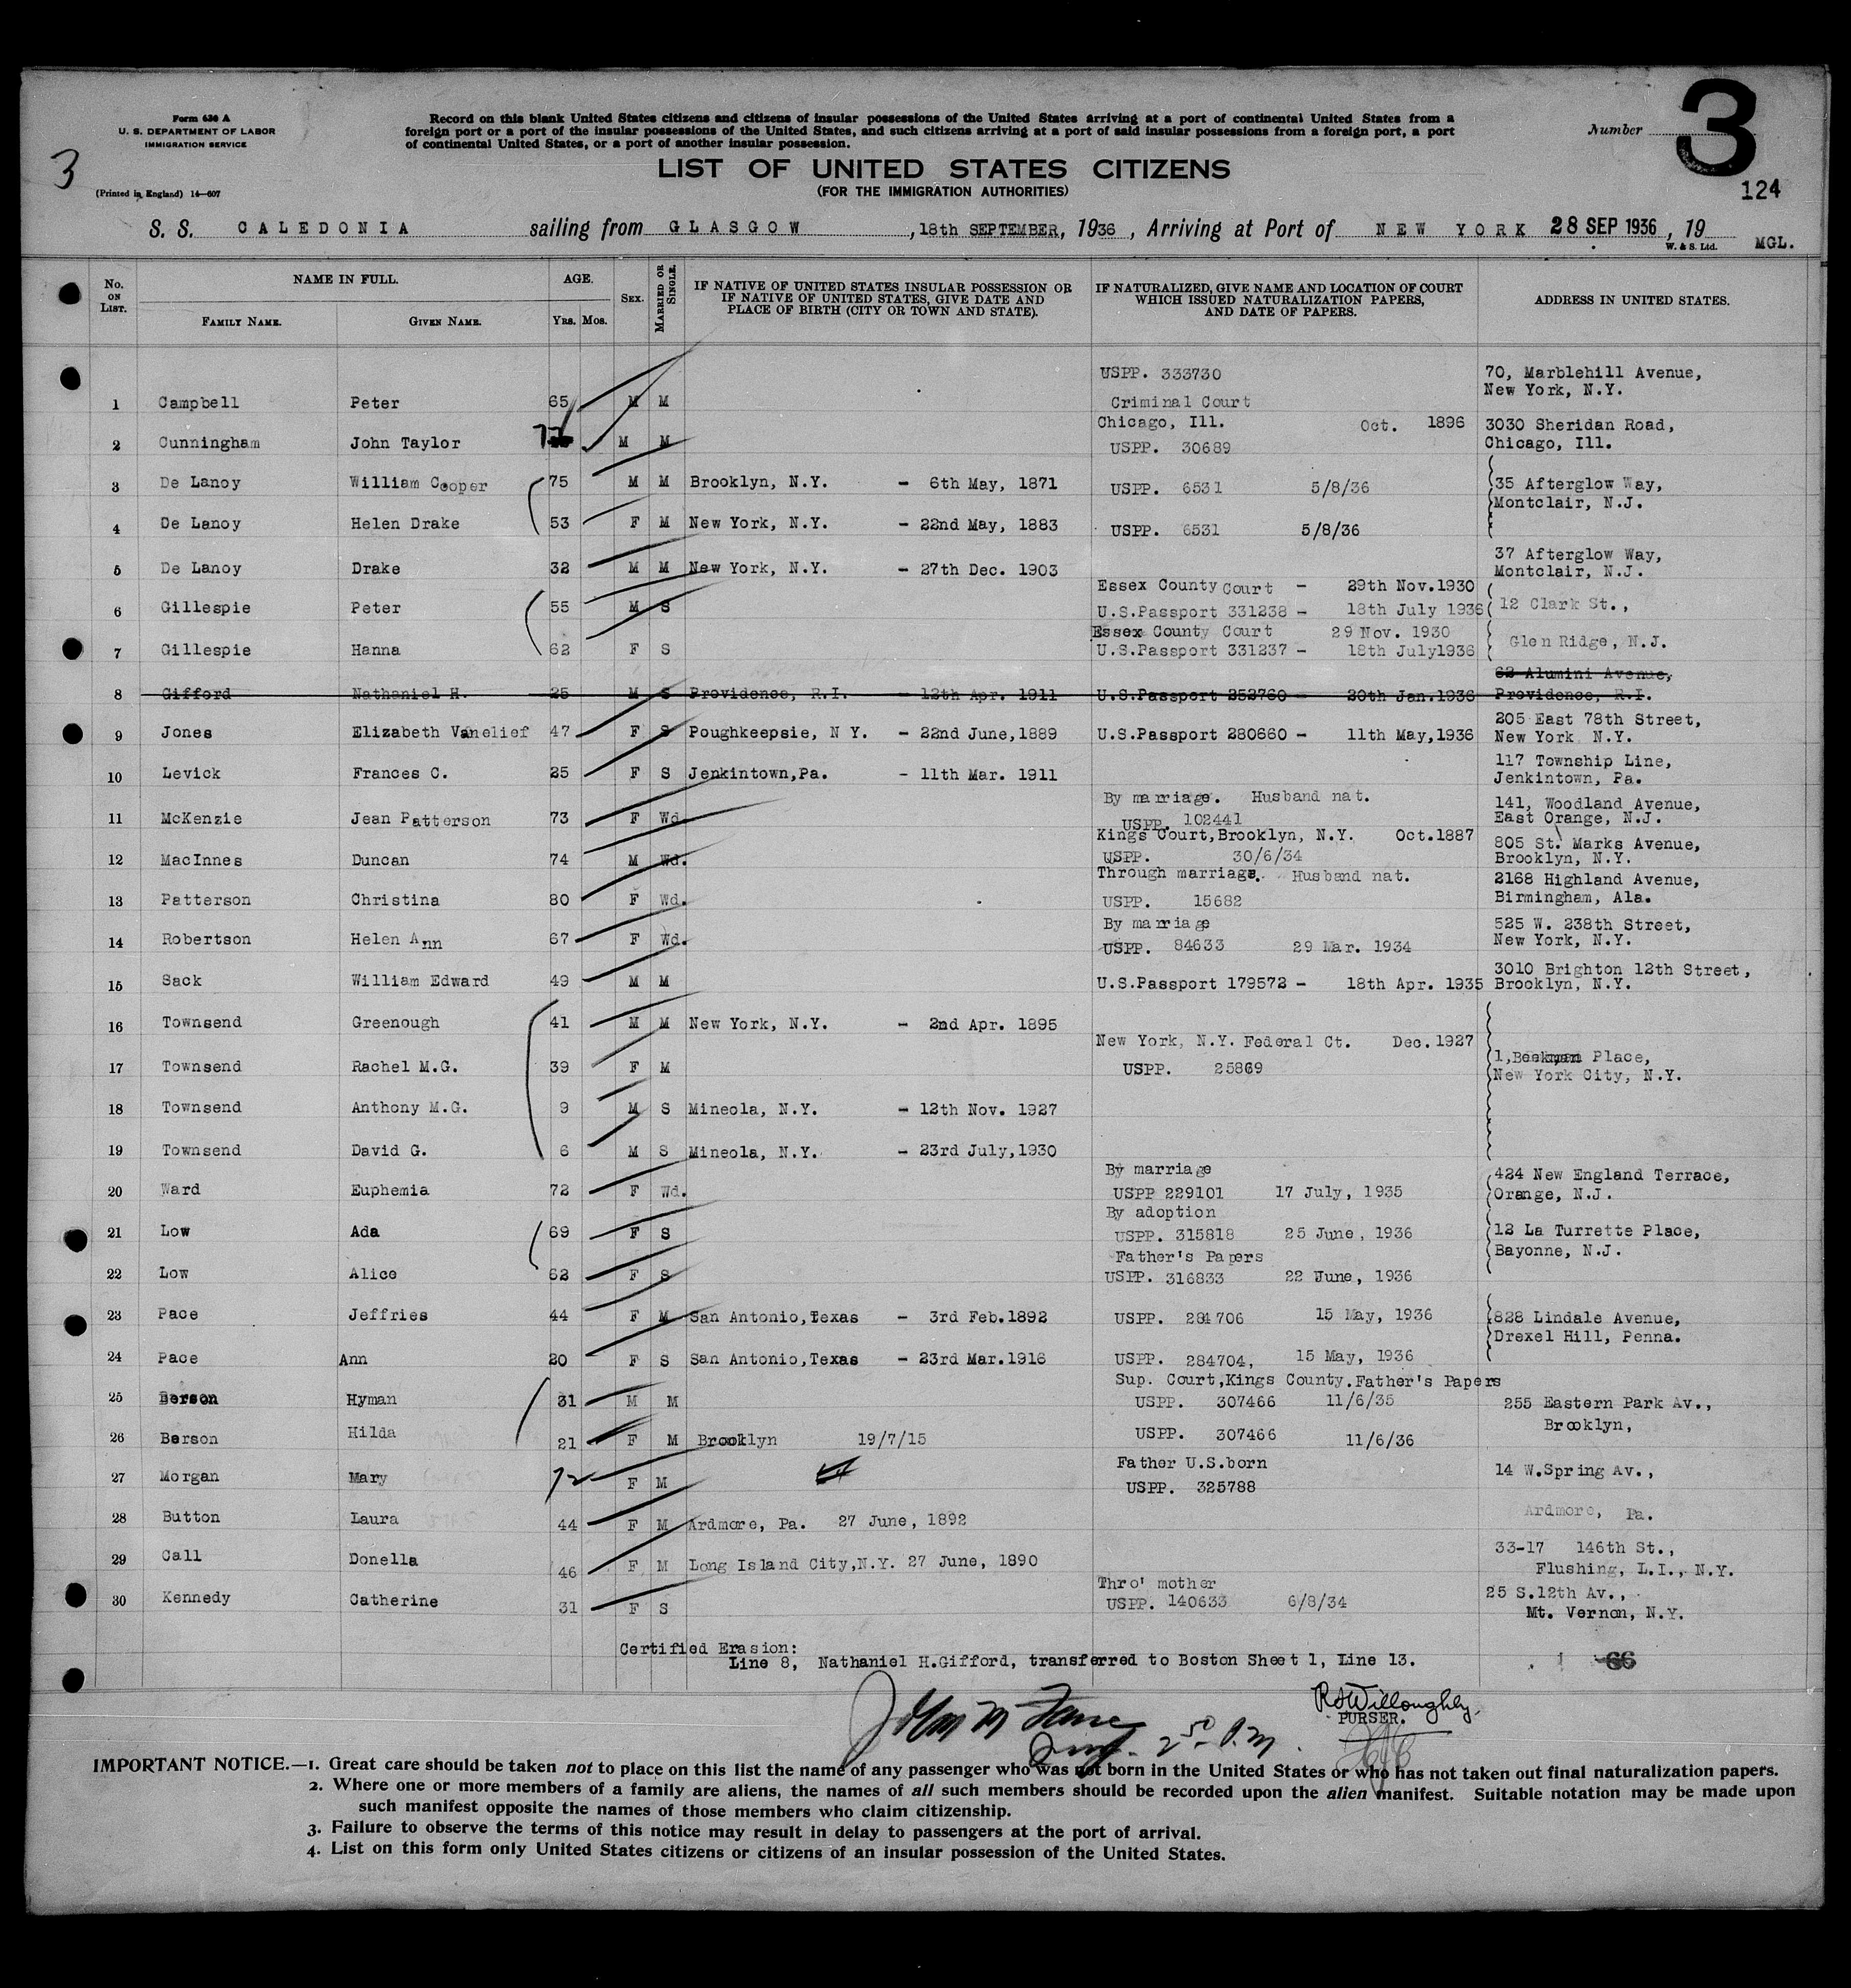 3
Form 630 A
U. S. DEPARTMENT OF LABOR
IMMIGRATION SERVICE
(Printed in England) 14—607
Record on this blank United States citizens and citizens of insular possessions of the United States arriving at a port of continental United States from a
foreign port or a port of the insular possessions of the United States, and such citizens arriving at a port of said insular possessions from a foreign port, a port
of continental United States, or a port of another insular possession.
Number 3
124
LIST OF UNITED STATES CITIZENS
(FOR THE IMMIGRATION AUTHORITIES)
S. S. CALEDONIA sailing from GLASGOW, 18th SEPTEMBER, 1936, Arriving at Port of NEW YORK 28 SEP 1936, 19
W. & S. Ltd. MGL.
No. ON LIST. NAME IN FULL. FAMILY NAME. GIVEN NAME. AGE. Yrs. Mos. SEX. MARRIED OR SINGLE.
IF NATIVE OF UNITED STATES INSULAR POSSESSION OR
IF NATIVE OF UNITED STATES, GIVE DATE AND
PLACE OF BIRTH (CITY OR TOWN AND STATE).
IF NATURALIZED, GIVE NAME AND LOCATION OF COURT
WHICH ISSUED NATURALIZATION PAPERS,
AND DATE OF PAPERS.
ADDRESS IN UNITED STATES.
USPP. 333730 70, Marblehill Avenue,
New York, N.Y.
1 Campbell Peter 65 M M Criminal Court
Chicago, Ill. Oct. 1896 3030 Sheridan Road,
2 Cunningham John Taylor M M USPP. 30689 Chicago, Ill.
3 De Lanoy William Cooper 75 M M Brooklyn, N.Y. - 6th May, 1871 USPP. 6531 5/8/36 35 Afterglow Way,
Montclair, N.J.
4 De Lanoy Helen Drake 53 F M New York, N.Y. - 22nd May, 1883 USPP. 6531 5/8/36
37 Afterglow Way,
5 De Lanoy Drake 32 M M New York, N.Y. - 27th Dec. 1903 Montclair, N.J.
Essex County Court - 29th Nov.1930
6 Gillespie Peter 55 M S U.S.Passport 331238 - 18th July 1936 12 Clark St.,
Essex County Court 29 Nov. 1930
7 Gillespie Hanna 62 F S U.S.Passport 331237 - 18th July1936 Glen Ridge, N.J.
62 Alumini Avenue,
8 Gifford Nathaniel H. 25 M S Providence, R.I. - 12th Apr. 1911 U.S.Passport 252760 - 20th Jan.1936 Providence, R.I.
205 East 78th Street,
9 Jones Elizabeth Vanelief 47 F S Poughkeepsie, N Y. - 22nd June,1889 U.S.Passport 280660 - 11th May,1936 New York N.Y.
117 Township Line,
10 Levick Frances C. 25 F S Jenkintown,Pa. - 11th Mar. 1911 Jenkintown, Pa.
By marriage. Husband nat. 141, Woodland Avenue,
11 McKenzie Jean Patterson 73 F Wd. USPP. 102441 East Orange, N.J.
Kings Court,Brooklyn, N.Y. Oct.1887 805 St. Marks Avenue,
12 MacInnes Duncan 74 M Wd. USPP. 30/6/34 Brooklyn, N.Y.
Through marriage. Husband nat. 2168 Highland Avenue,
13 Patterson Christina 80 F Wd. USPP. 15682 Birmingham, Ala.
By marriage 525 W. 238th Street,
14 Robertson Helen Ann 67 F Wd. USPP. 84633 29 Mar. 1934 New York, N.Y.
3010 Brighton 12th Street,
15 Sack William Edward 49 M M U.S.Passport 179572 - 18th Apr. 1935 Brooklyn, N.Y.
16 Townsend Greenough 41 M M New York, N.Y. - 2nd Apr. 1895
New York, N.Y. Federal Ct. Dec.1927 1,Beekman Place,
17 Townsend Rachel M.G. 39 F M USPP. 25869 New York City, N.Y.
18 Townsend Anthony M.G. 9 M S Mineola, N.Y. - 12th Nov. 1927
19 Townsend David G. 6 M S Mineola, N.Y. - 23rd July,1930
By marriage 424 New England Terrace,
20 Ward Euphemia 72 F Wd. USPP 229101 17 July, 1935 Orange, N.J.
By adoption
21 Low Ada 69 F S USPP. 315818 25 June, 1936 12 La Turrette Place,
Father's Papers Bayonne, N.J.
22 Low Alice 62 F S USPP. 316833 22 June, 1936
23 Pace Jeffries 44 F M San Antonio,Texas - 3rd Feb.1892 USPP. 284706 15 May, 1936 828 Lindale Avenue,
Drexel Hill, Penna.
24 Pace Ann 20 F S San Antonio,Texas - 23rd Mar.1916 USPP. 284704, 15 May, 1936
Sup. Court,Kings County.Father's Papers
25 Berson Hyman 31 M M USPP. 307466 11/6/35 255 Eastern Park Av.,
Brooklyn,
26 Berson Hilda 21 F M Brooklyn 19/7/15 USPP. 307466 11/6/36
Father U.S.born
27 Morgan Mary 72 F M USPP. 325788 14 W.Spring Av.,
28 Button Laura 44 F M Ardmore, Pa. 27 June, 1892 Ardmore, Pa.
33-17 146th St.,
29 Call Donella 46 F M Long Island City,N.Y. 27 June, 1890 Flushing, L.I., N.Y.
Thro' mother
30 Kennedy Catherine 31 F S USPP. 140633 6/8/34 25 S.12th Av.,
Mt. Vernon, N.Y.
Certified Erasion:
Line 8, Nathaniel H.Gifford, transferred to Boston Sheet 1, Line 13.
66
R S Willoughby.
PURSER.
2 50 P.M.
IMPORTANT NOTICE.—1. Great care should be taken not to place on this list the name of any passenger who was not born in the United States or who has not taken out final naturalization papers.
2. Where one or more members of a family are aliens, the names of all such members should be recorded upon the alien manifest. Suitable notation may be made upon
such manifest opposite the names of those members who claim citizenship.
3. Failure to observe the terms of this notice may result in delay to passengers at the port of arrival.
4. List on this form only United States citizens or citizens of an insular possession of the United States.